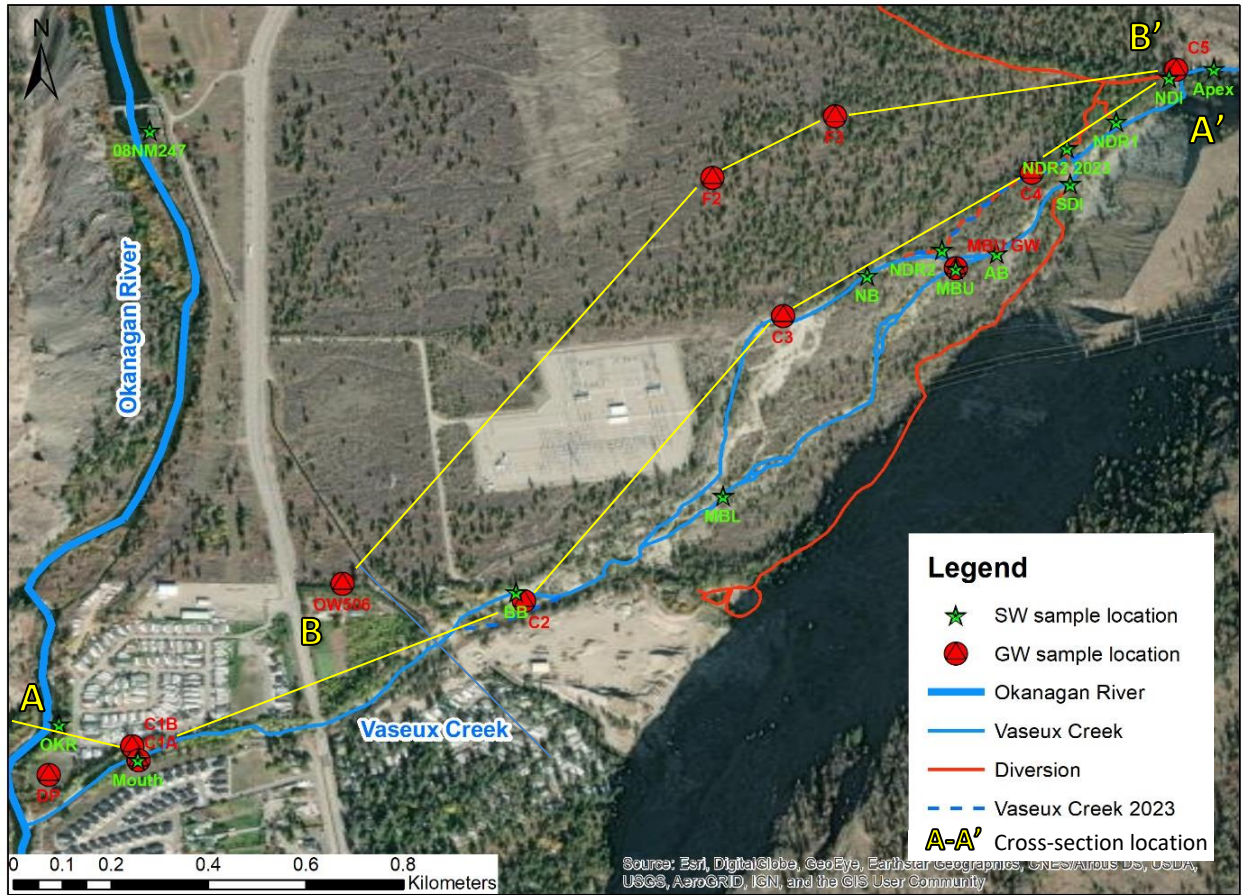 N
B’
C5
NDI
Apex
A’
08NM247
F3
NDR1
NDR2 2023
F2
C4
SDI
Okanagan River
MBU GW
NDR2
AB
NB
MBU
C3
MBL
Legend
SW sample location
GW sample location
Okanagan River
Vaseux Creek
Diversion
Vaseux Creek 2023
A-A’ Cross-section location
OW506
BB
C2
B
A
C1B
OKR
C1A
Vaseux Creek
Mouth
DP
0 0.1 0.2 0.4 0.6 0.8
Kilometers
Source: Esri, DigitalGlobe, GeoEye, Earthstar Geographics, CNES/Airbus DS, USDA,
USGS, AeroGRID, IGN, and the GIS User Community